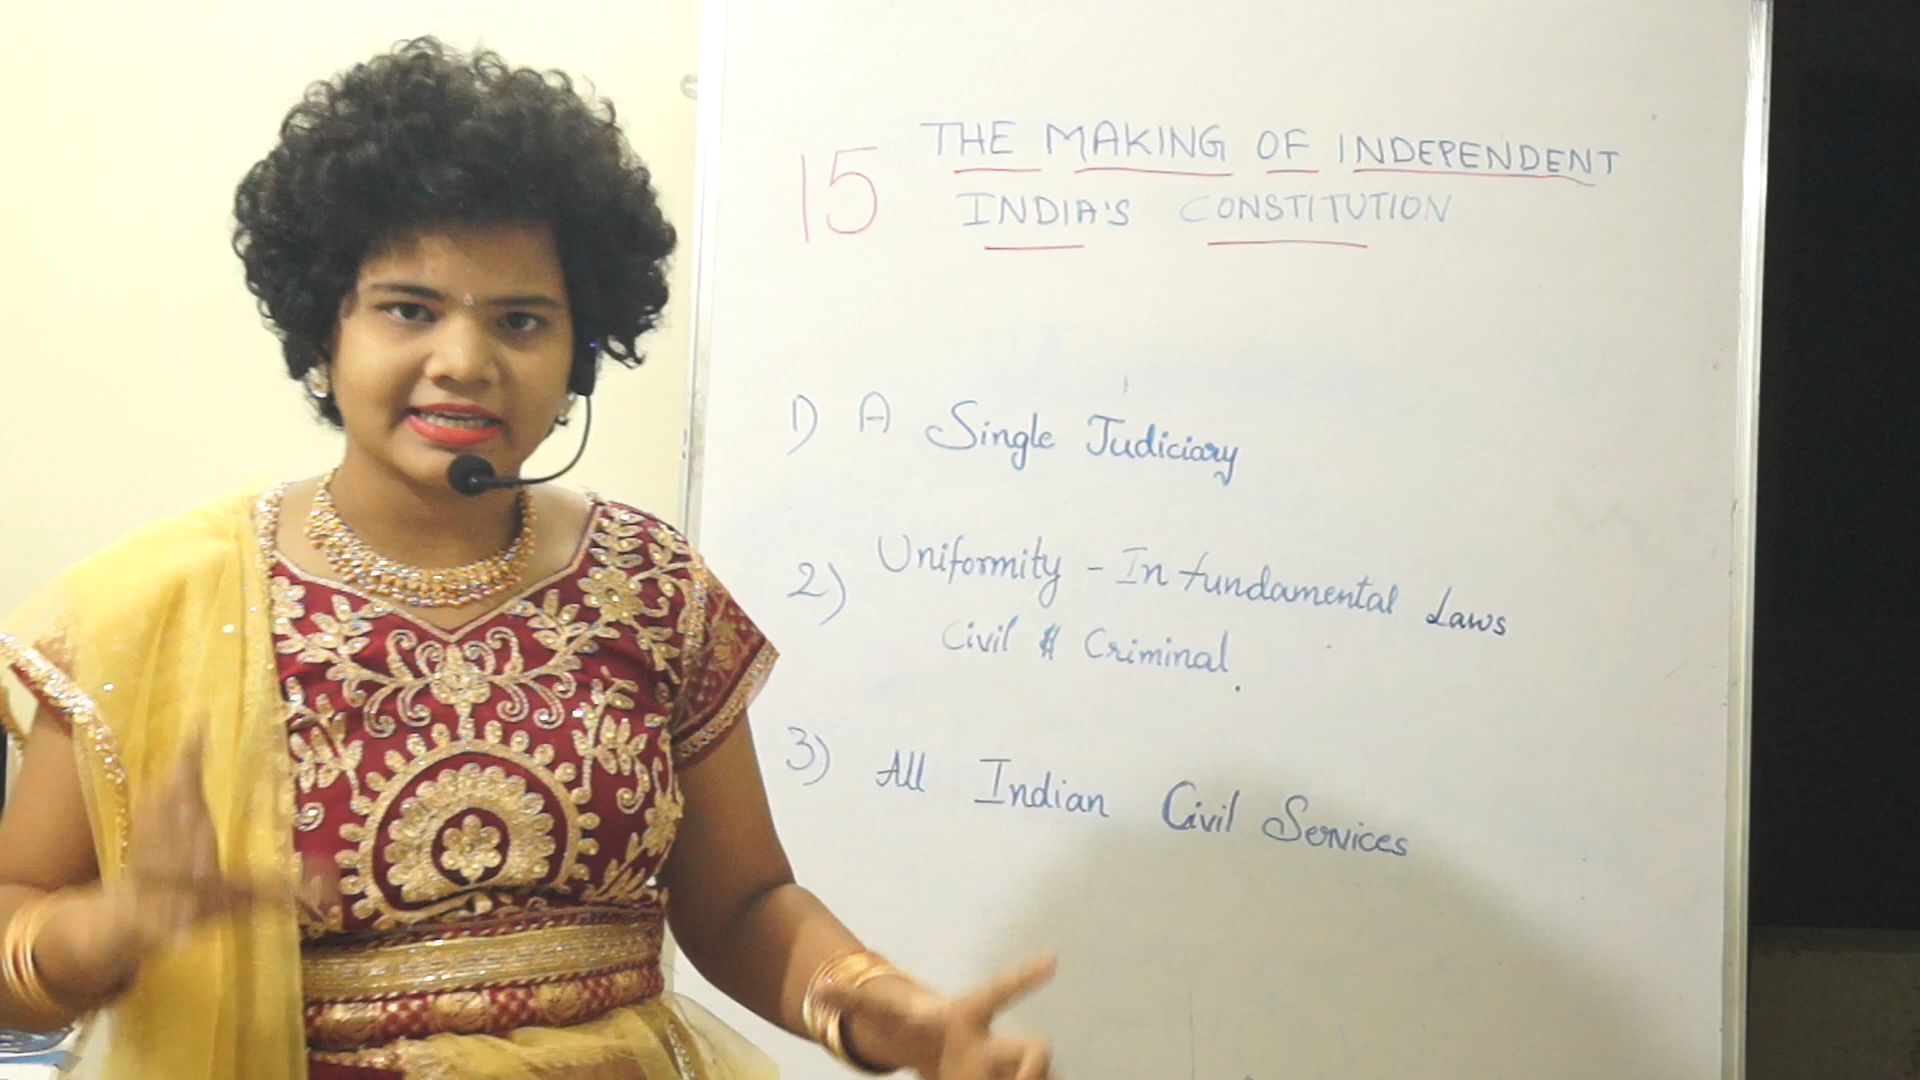 15 THE MAKING OF INDEPENDENT
INDIA'S CONSTITUTION
1) A Single Judiciary
2) Uniformity - In fundamental Laws
Civil & Criminal
3) All Indian Civil Services